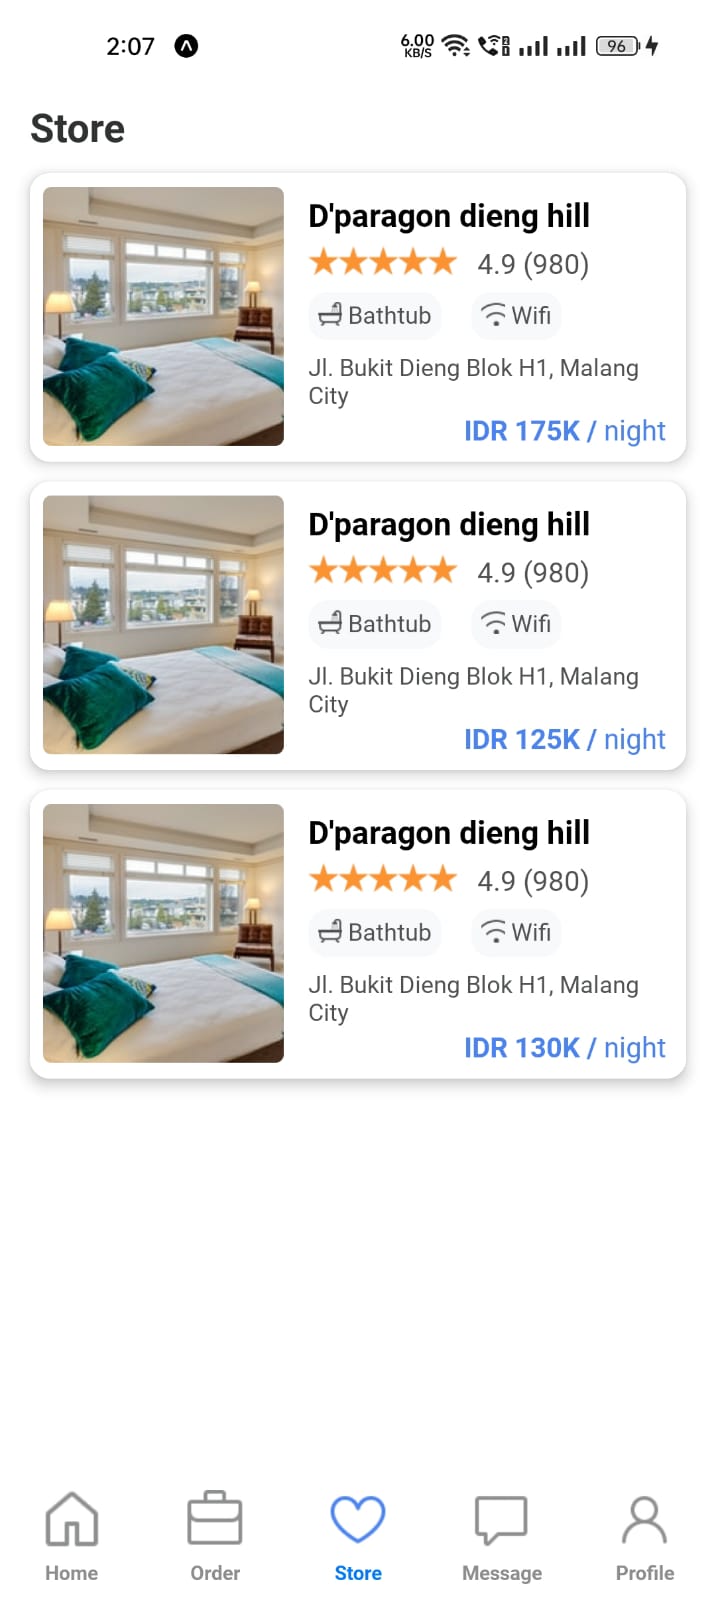 2:07 6.00 KB/S 96
Store
D'paragon dieng hill
4.9 (980)
Bathtub Wifi
Jl. Bukit Dieng Blok H1, Malang
City
IDR 175K / night
D'paragon dieng hill
4.9 (980)
Bathtub Wifi
Jl. Bukit Dieng Blok H1, Malang
City
IDR 125K / night
D'paragon dieng hill
4.9 (980)
Bathtub Wifi
Jl. Bukit Dieng Blok H1, Malang
City
IDR 130K / night
Home Order Store Message Profile